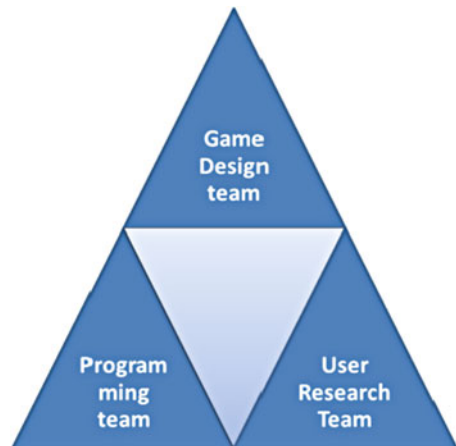 Game
Design
team
Program
ming
team
User
Research
Team